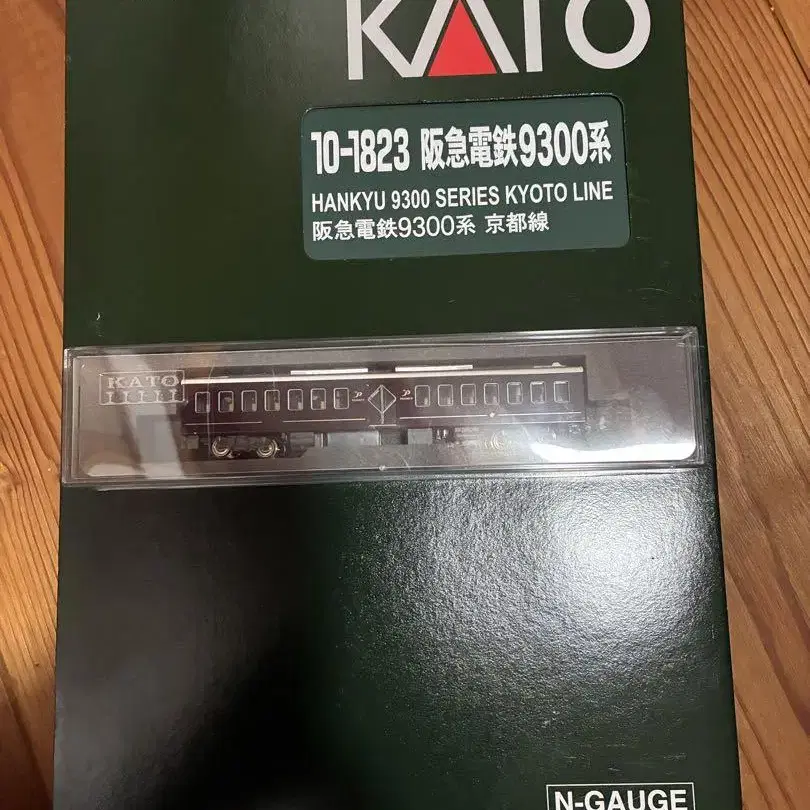 KATO
10-1823 阪急電鉄9300系
HANKYU 9300 SERIES KYOTO LINE
阪急電鉄9300系 京都線
KATO
N-GAUGE